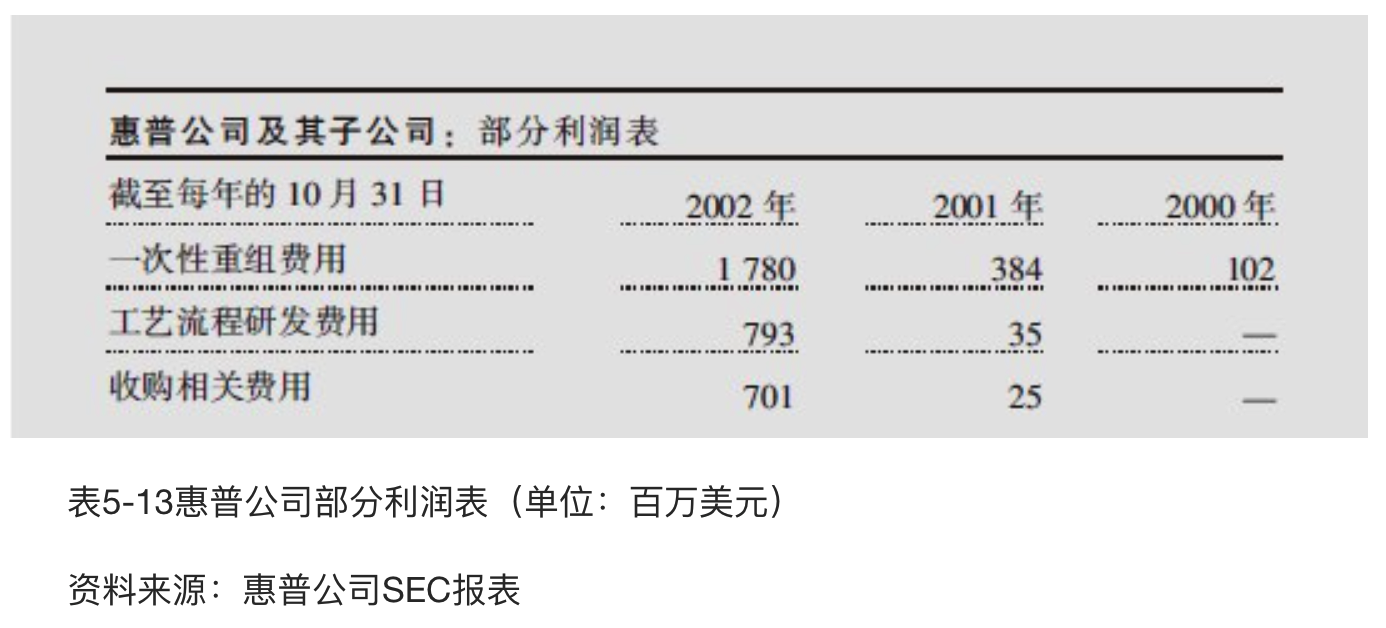 惠普公司及其子公司：部分利润表
截至每年的 10 月 31 日 2002 年 2001 年 2000 年
一次性重组费用 1 780 384 102
工艺流程研发费用 793 35 —
收购相关费用 701 25 —
表5-13惠普公司部分利润表（单位：百万美元）
资料来源：惠普公司SEC报表